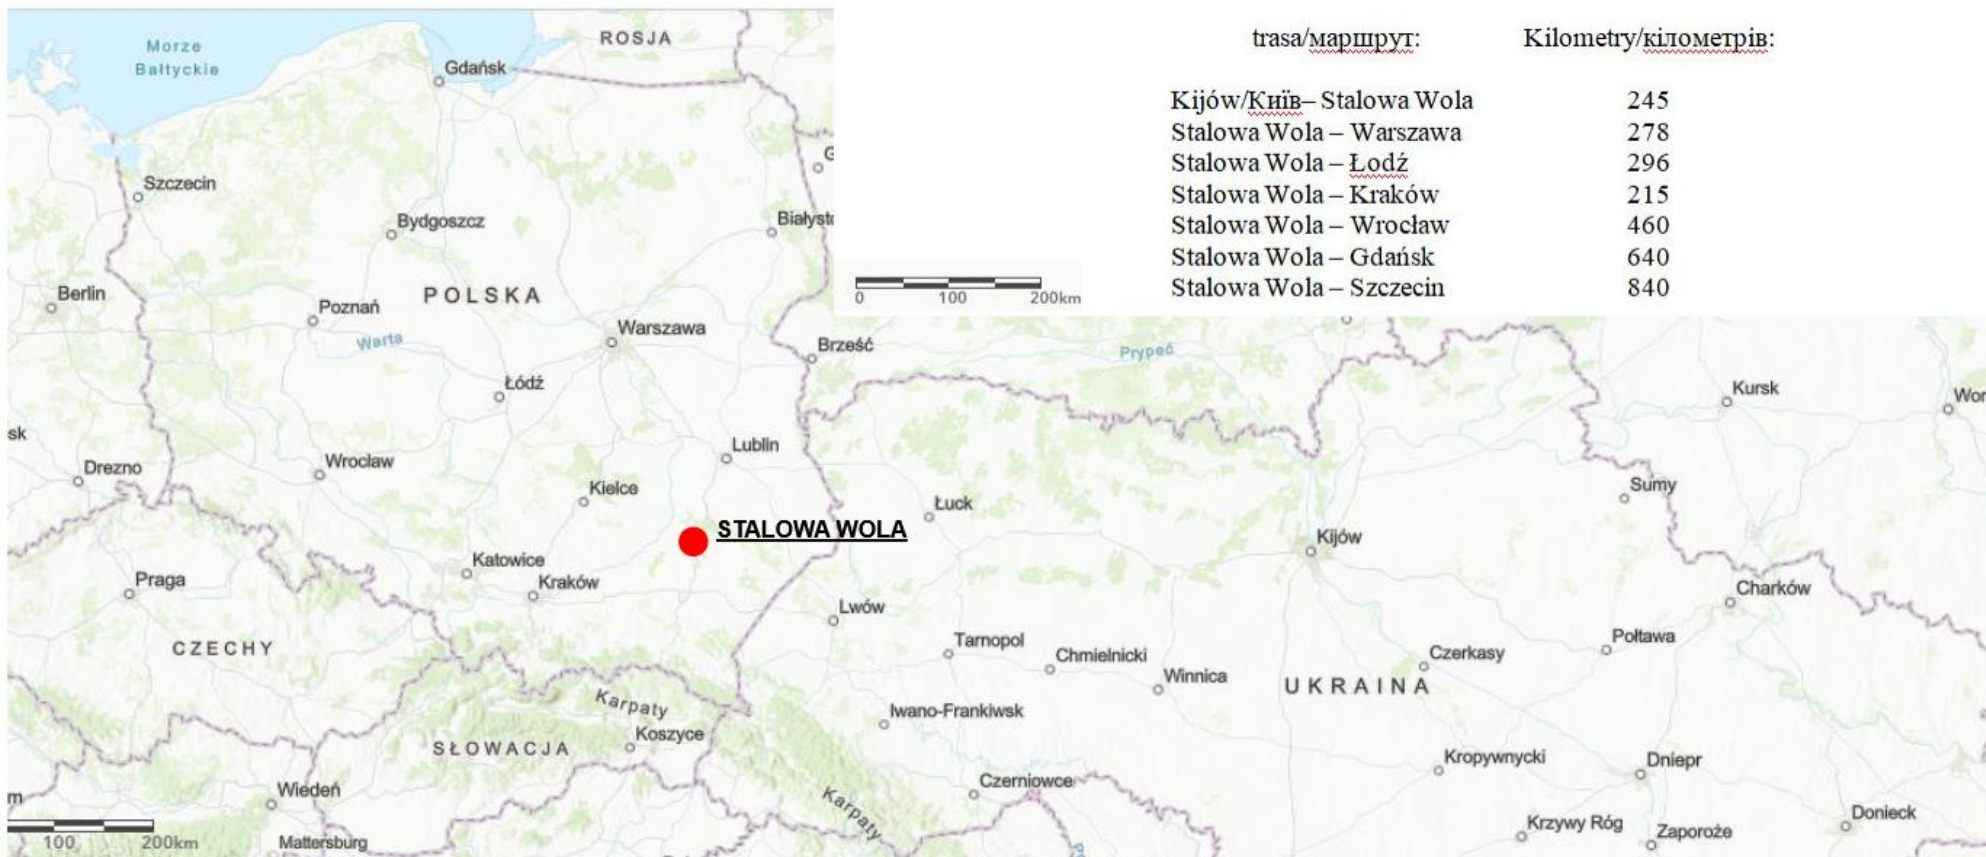 trasa/маршрут: Kilometry/кілометрів:
Kijów/Київ– Stalowa Wola 245
Stalowa Wola – Warszawa 278
Stalowa Wola – Łodź 296
Stalowa Wola – Kraków 215
Stalowa Wola – Wrocław 460
Stalowa Wola – Gdańsk 640
Stalowa Wola – Szczecin 840
0 100 200km
Morze
Bałtyckie
ROSJA
Gdańsk
G
Szczecin
Bydgoszcz
Białysto
Berlin
POLSKA
Poznań
Warszawa
Warta
Brześć
Prypeć
Łódź
Kursk
Wor
sk
Lublin
Wrocław
Drezno
Kielce
Sumy
Łuck
STALOWA WOLA
Kijów
Katowice
Praga
Kraków
Charków
Lwów
CZECHY
Tarnopol
Chmielnicki
Połtawa
Czerkasy
Winnica
UKRAINA
Karpaty
Iwano-Frankiwsk
Koszyce
SŁOWACJA
Kropywnycki
Dniepr
Czerniowce
Wiedeń
m
Karpaty
Donieck
Krzywy Róg
Zaporoże
100 200km
Mattersburg